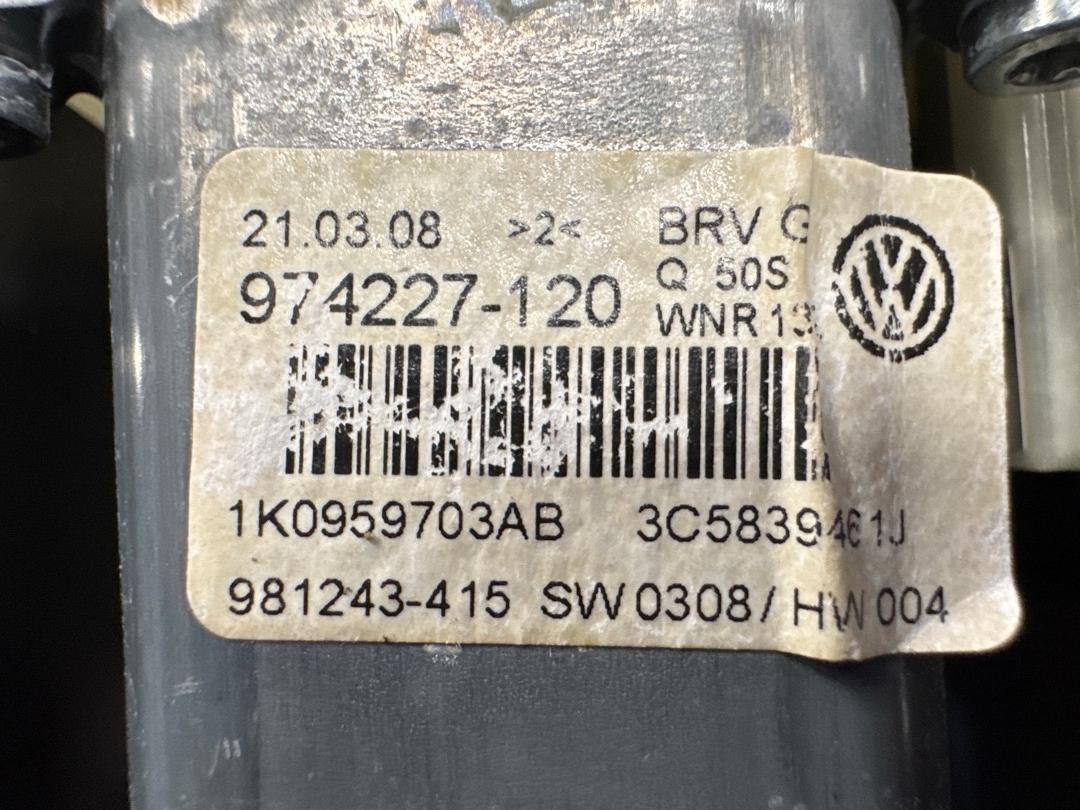 21.03.08 >2< BRV G
974227-120 Q 50S
WNR 13
1K0959703AB 3C5839461J
981243-415 SW0308/HW004